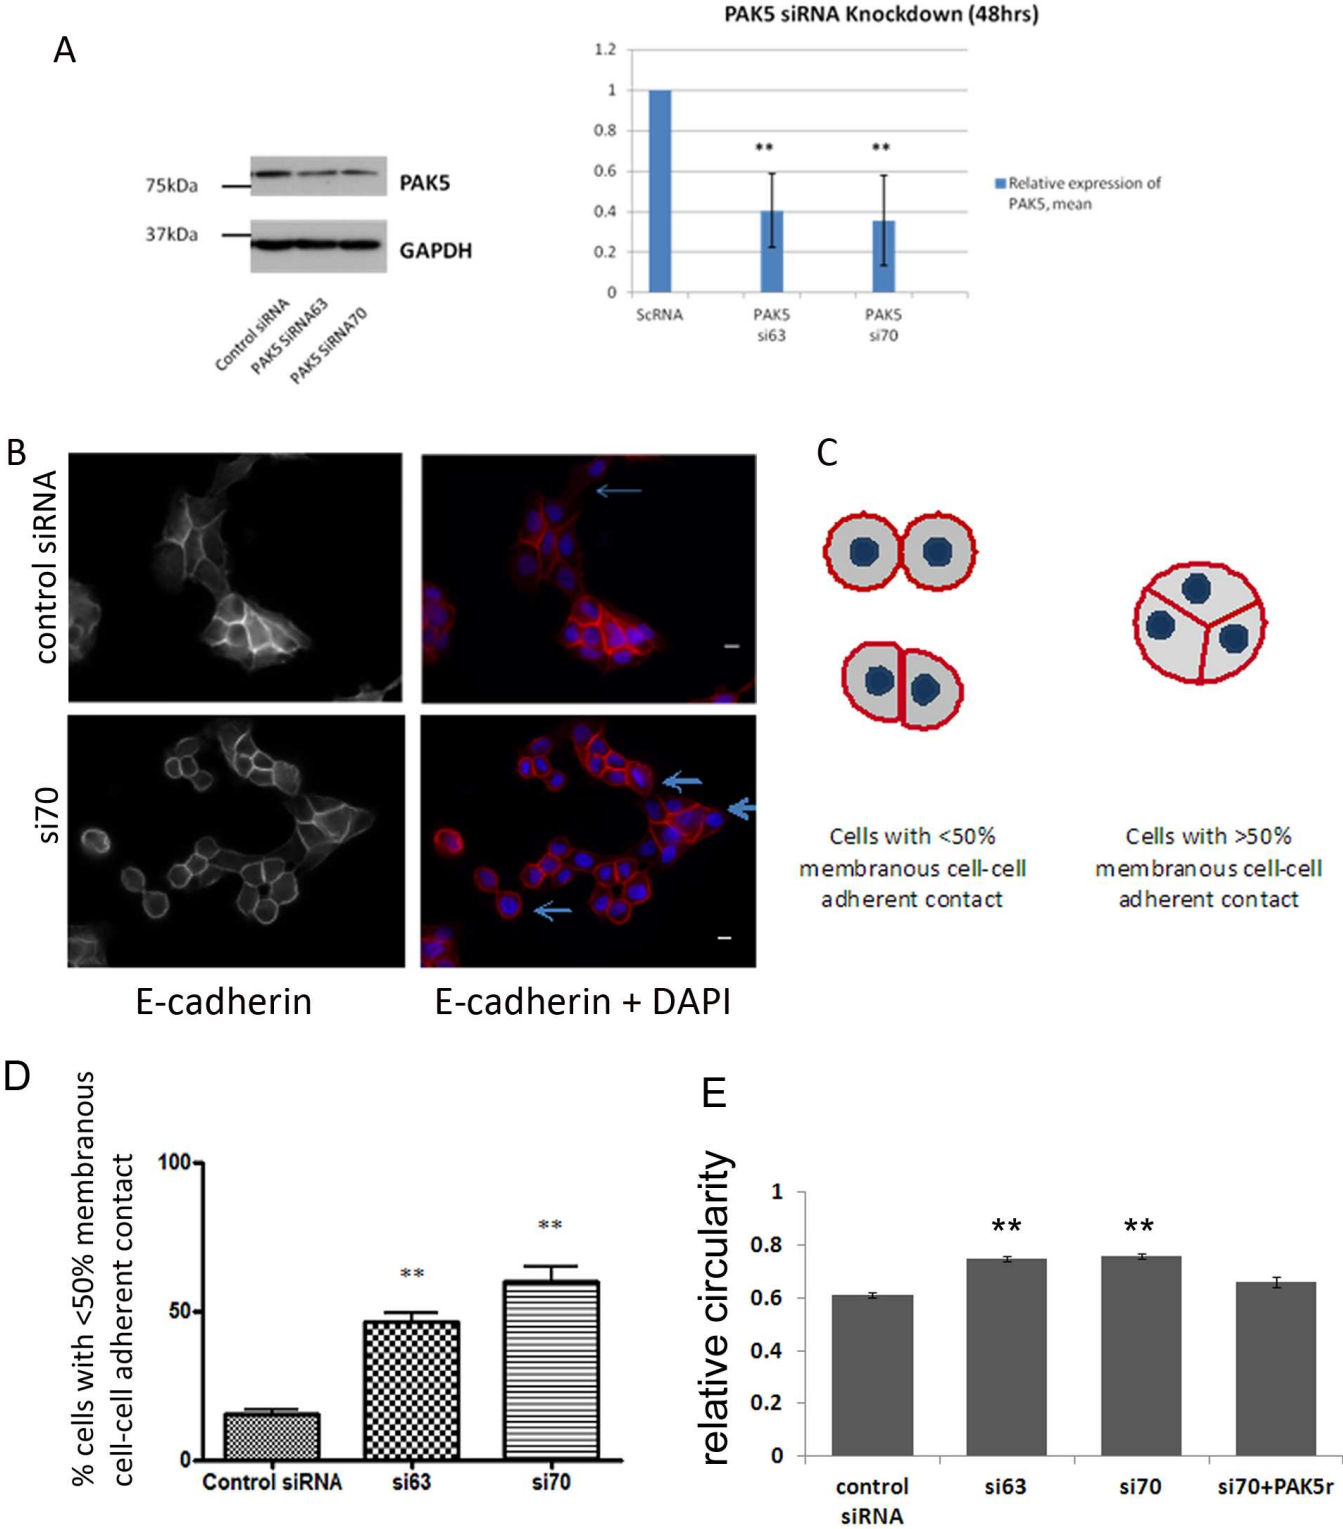 A
PAK5 siRNA Knockdown (48hrs)
75kDa
PAK5
37kDa
GAPDH
Control siRNA
PAK5 SiRNA63
PAK5 SiRNA70
1.2
1
0.8
0.6
0.4
0.2
0
**
**
ScRNA
PAK5
si63
PAK5
si70
Relative expression of
PAK5, mean
B
control siRNA
si70
E-cadherin
E-cadherin + DAPI
C
Cells with <50%
membranous cell-cell
adherent contact
Cells with >50%
membranous cell-cell
adherent contact
D
% cells with <50% membranous
cell-cell adherent contact
100
50
0
**
**
Control siRNA
si63
si70
E
relative circularity
1
0.8
0.6
0.4
0.2
0
**
**
control
siRNA
si63
si70
si70+PAK5r